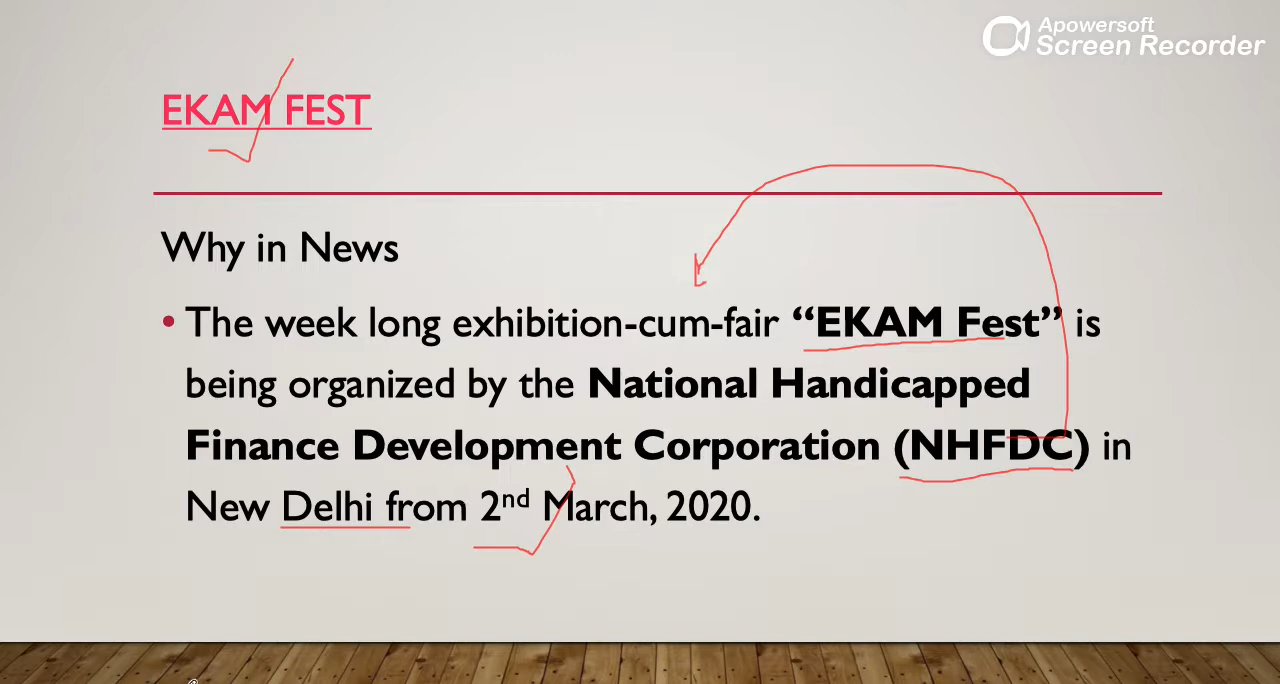 Apowersoft
Screen Recorder
EKAM FEST
Why in News
• The week long exhibition-cum-fair “EKAM Fest” is
being organized by the National Handicapped
Finance Development Corporation (NHFDC) in
New Delhi from 2nd March, 2020.